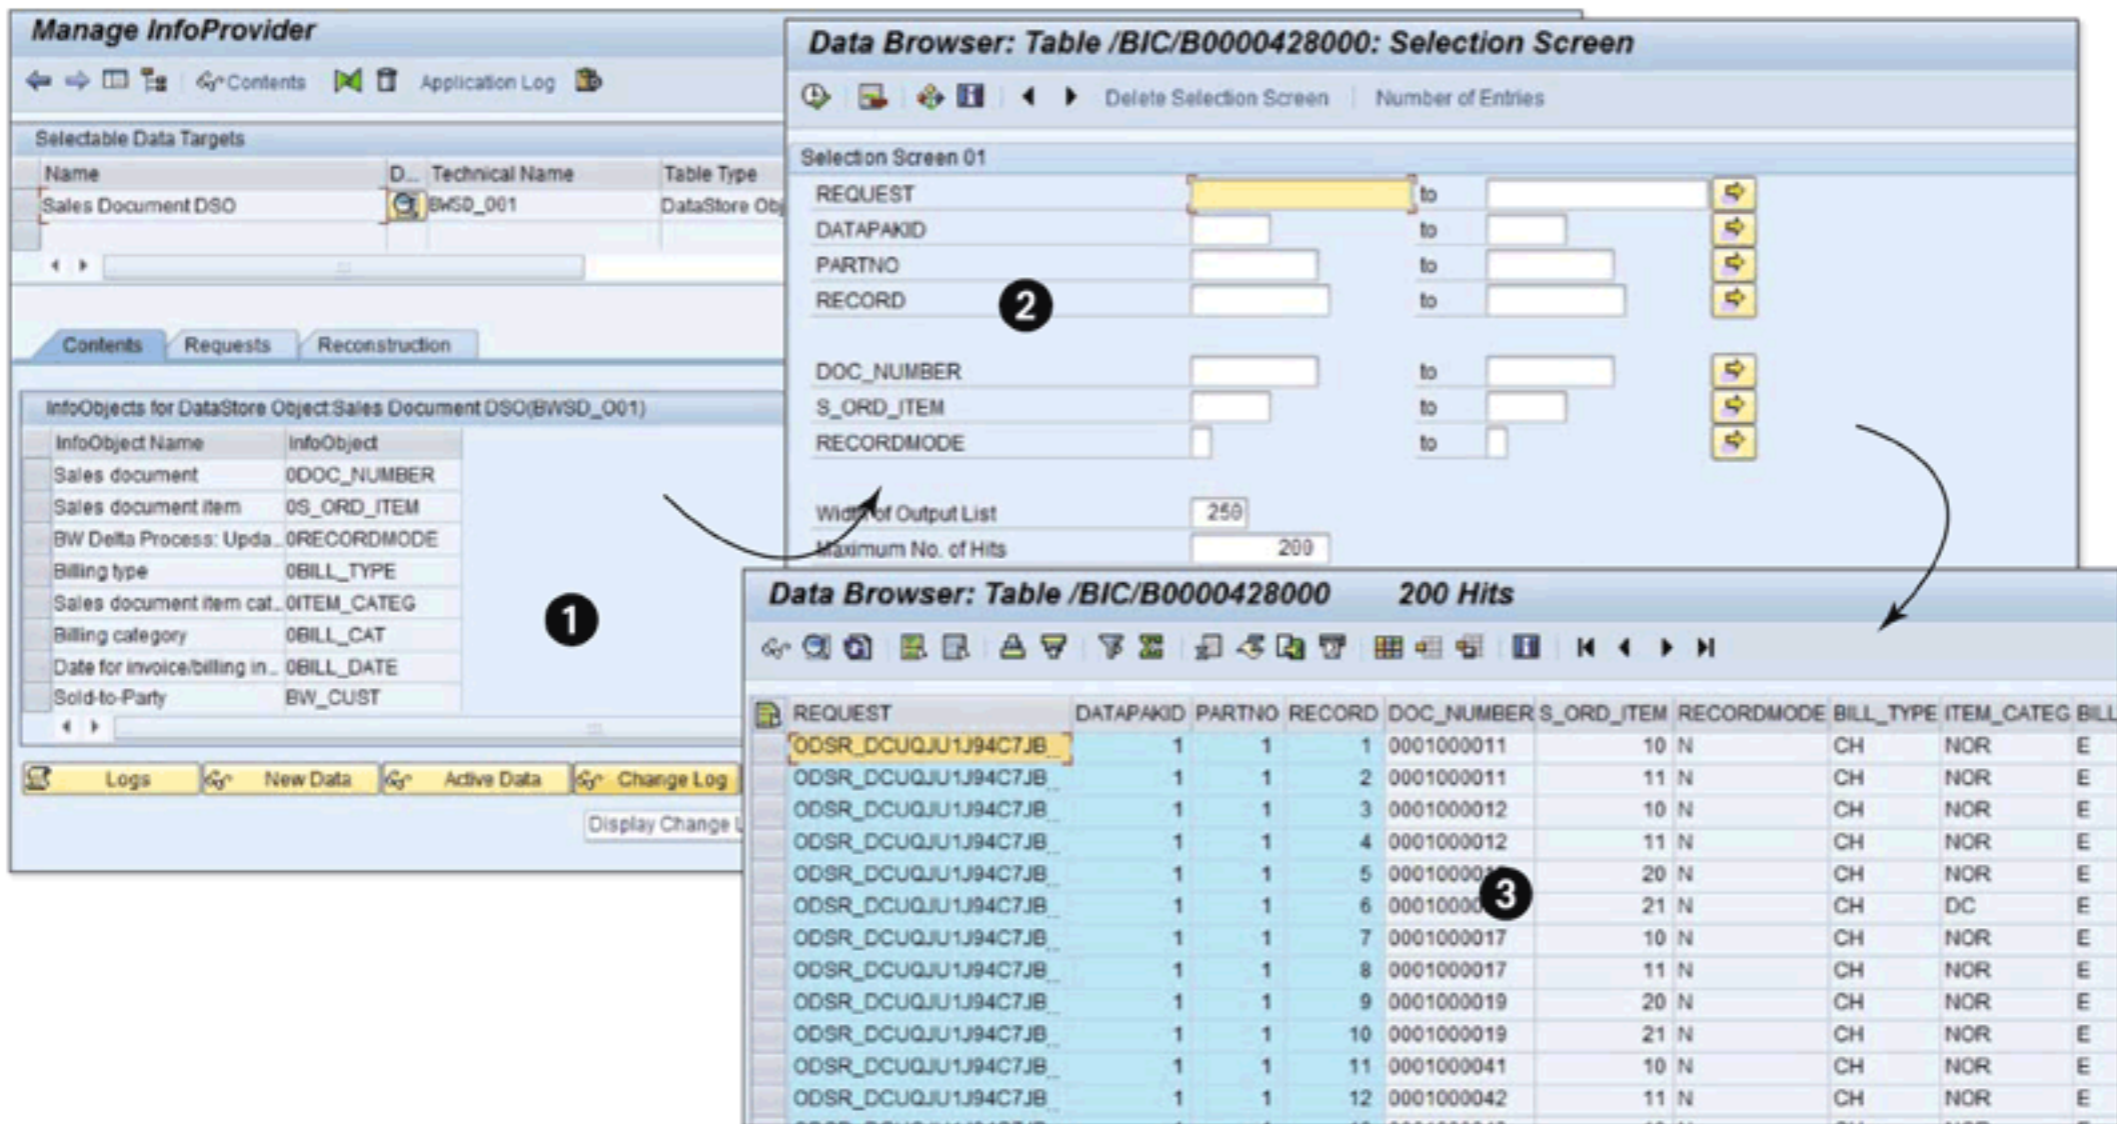 Manage InfoProvider
Contents Application Log
Selectable Data Targets
Name D... Technical Name Table Type
Sales Document DSO BWSD_O01 DataStore Obj
Contents Requests Reconstruction
InfoObjects for DataStore Object:Sales Document DSO(BWSD_O01)
InfoObject Name InfoObject
Sales document 0DOC_NUMBER
Sales document item 0S_ORD_ITEM
BW Delta Process: Upda... 0RECORDMODE
Billing type 0BILL_TYPE
Sales document item cat... 0ITEM_CATEG
Billing category 0BILL_CAT
Date for invoice/billing in... 0BILL_DATE
Sold-to-Party BW_CUST
1
Logs New Data Active Data Change Log
Display Change
Data Browser: Table /BIC/B0000428000: Selection Screen
Delete Selection Screen Number of Entries
Selection Screen 01
REQUEST to
DATAPAKID to
PARTNO to
RECORD to
2
DOC_NUMBER to
S_ORD_ITEM to
RECORDMODE to
Width of Output List 250
Maximum No. of Hits 200
Data Browser: Table /BIC/B0000428000 200 Hits
REQUEST DATAPAKID PARTNO RECORD DOC_NUMBER S_ORD_ITEM RECORDMODE BILL_TYPE ITEM_CATEG BILL
ODSR_DCUQJU1J94C7JB_ 1 1 1 0001000011 10 N CH NOR E
ODSR_DCUQJU1J94C7JB_ 1 1 2 0001000011 11 N CH NOR E
ODSR_DCUQJU1J94C7JB_ 1 1 3 0001000012 10 N CH NOR E
ODSR_DCUQJU1J94C7JB_ 1 1 4 0001000012 11 N CH NOR E
ODSR_DCUQJU1J94C7JB_ 1 1 5 20 N CH NOR E
ODSR_DCUQJU1J94C7JB_ 1 1 6 21 N CH DC E
3
ODSR_DCUQJU1J94C7JB_ 1 1 7 0001000017 10 N CH NOR E
ODSR_DCUQJU1J94C7JB_ 1 1 8 0001000017 11 N CH NOR E
ODSR_DCUQJU1J94C7JB_ 1 1 9 0001000019 20 N CH NOR E
ODSR_DCUQJU1J94C7JB_ 1 1 10 0001000019 21 N CH NOR E
ODSR_DCUQJU1J94C7JB_ 1 1 11 0001000041 10 N CH NOR E
ODSR_DCUQJU1J94C7JB_ 1 1 12 0001000042 11 N CH NOR E